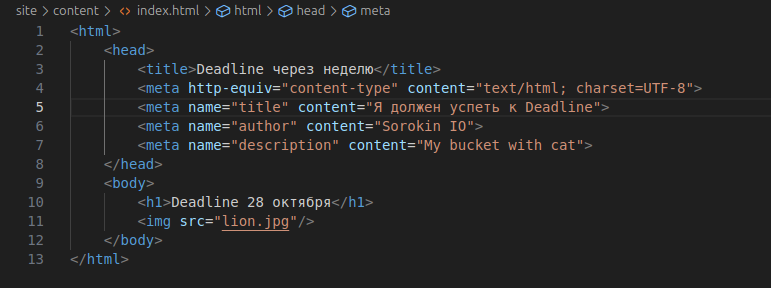 site > content > <> index.html > html > head > meta
1 <html>
2 <head>
3 <title>Deadline через неделю</title>
4 <meta http-equiv="content-type" content="text/html; charset=UTF-8">
5 <meta name="title" content="Я должен успеть к Deadline">
6 <meta name="author" content="Sorokin IO">
7 <meta name="description" content="My bucket with cat">
8 </head>
9 <body>
10 <h1>Deadline 28 октября</h1>
11 <img src="lion.jpg"/>
12 </body>
13 </html>